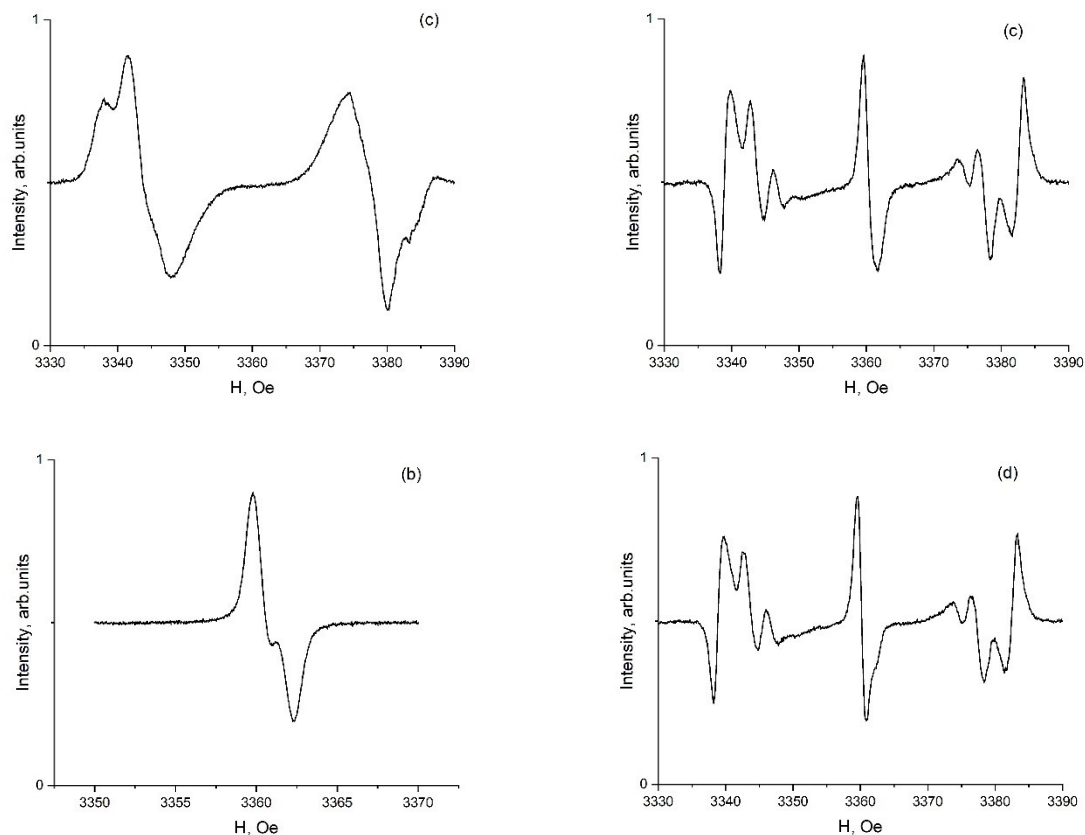 (c)
1
Intensity, arb.units
0
3330 3340 3350 3360 3370 3380 3390
H, Oe
(c)
1
Intensity, arb.units
0
3330 3340 3350 3360 3370 3380 3390
H, Oe
(b)
1
Intensity, arb.units
0
3350 3355 3360 3365 3370
H, Oe
(d)
1
Intensity, arb.units
0
3330 3340 3350 3360 3370 3380 3390
H, Oe